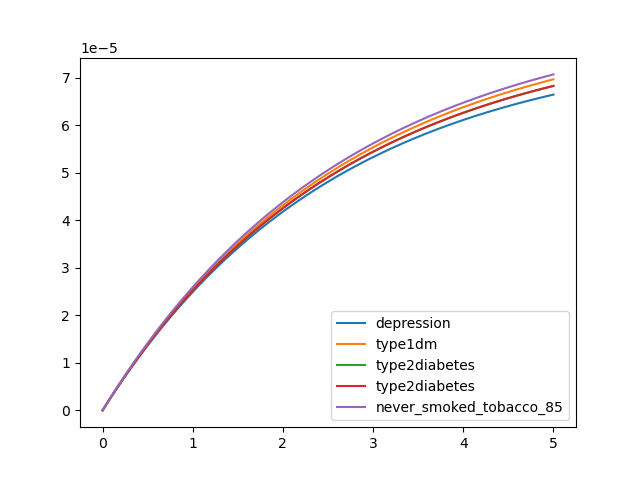 1e−5
7
6
5
4
3
2
1
0
0 1 2 3 4 5
depression
type1dm
type2diabetes
type2diabetes
never_smoked_tobacco_85